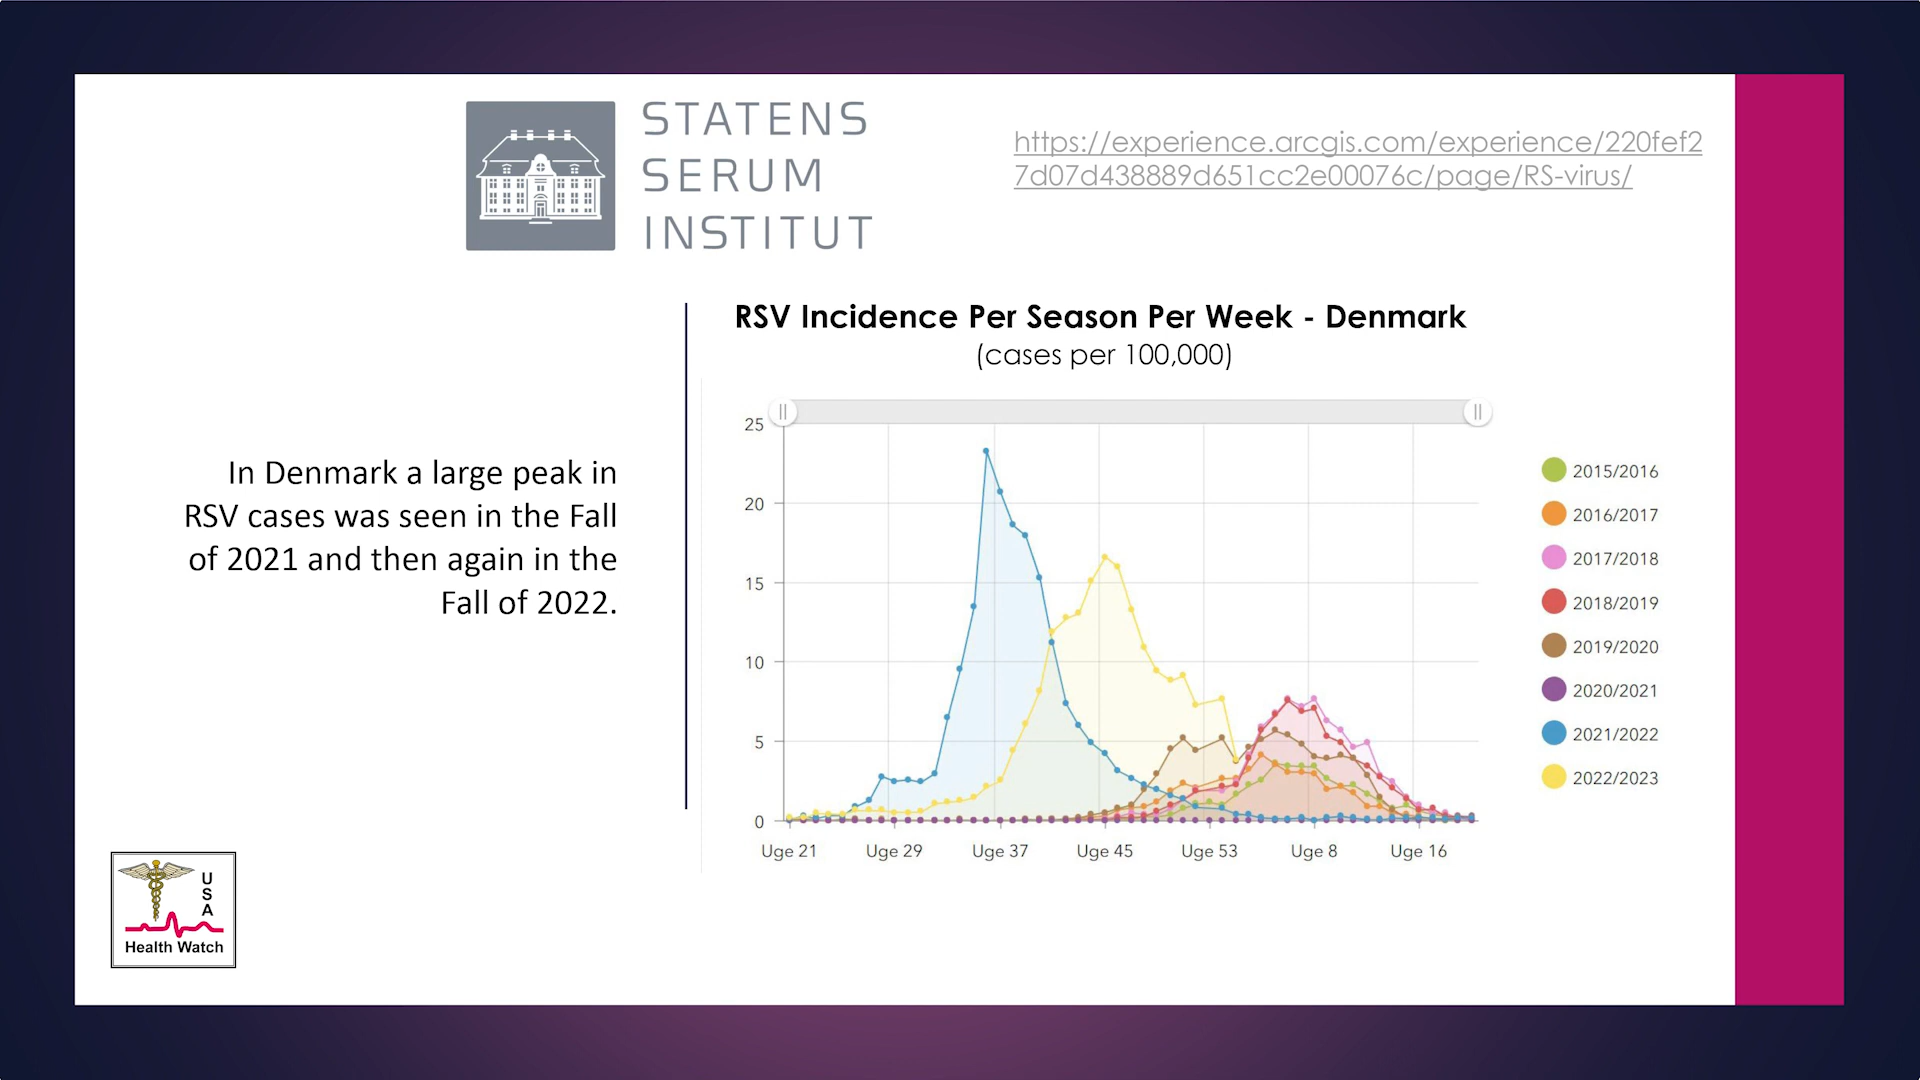 STATENS
SERUM
INSTITUT
https://experience.arcgis.com/experience/220fef2
7d07d438889d651cc2e00076c/page/RS-virus/
RSV Incidence Per Season Per Week - Denmark
(cases per 100,000)
In Denmark a large peak in
RSV cases was seen in the Fall
of 2021 and then again in the
Fall of 2022.
25
20
15
10
5
0
Uge 21 Uge 29 Uge 37 Uge 45 Uge 53 Uge 8 Uge 16
2015/2016
2016/2017
2017/2018
2018/2019
2019/2020
2020/2021
2021/2022
2022/2023
USA
Health Watch